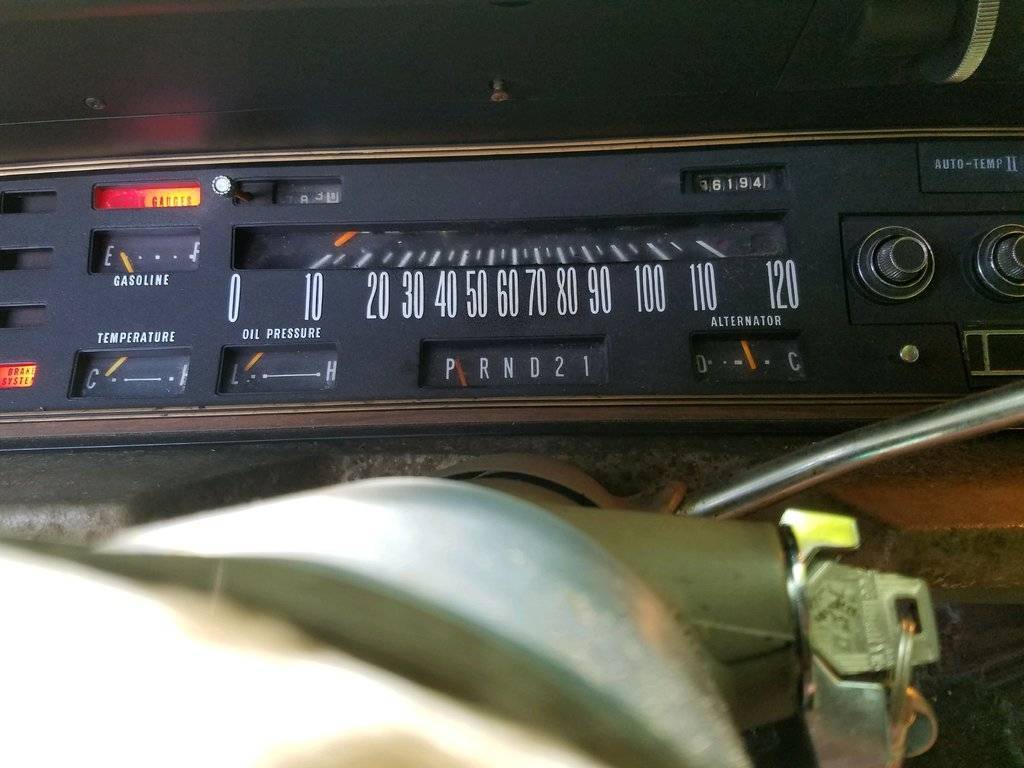 GAUGES
36194
AUTO-TEMP II
E F
GASOLINE
0 10 20 30 40 50 60 70 80 90 100 110 120
TEMPERATURE
OIL PRESSURE
ALTERNATOR
BRAKE
SYSTEM
C H
L H
P R N D 2 1
D C